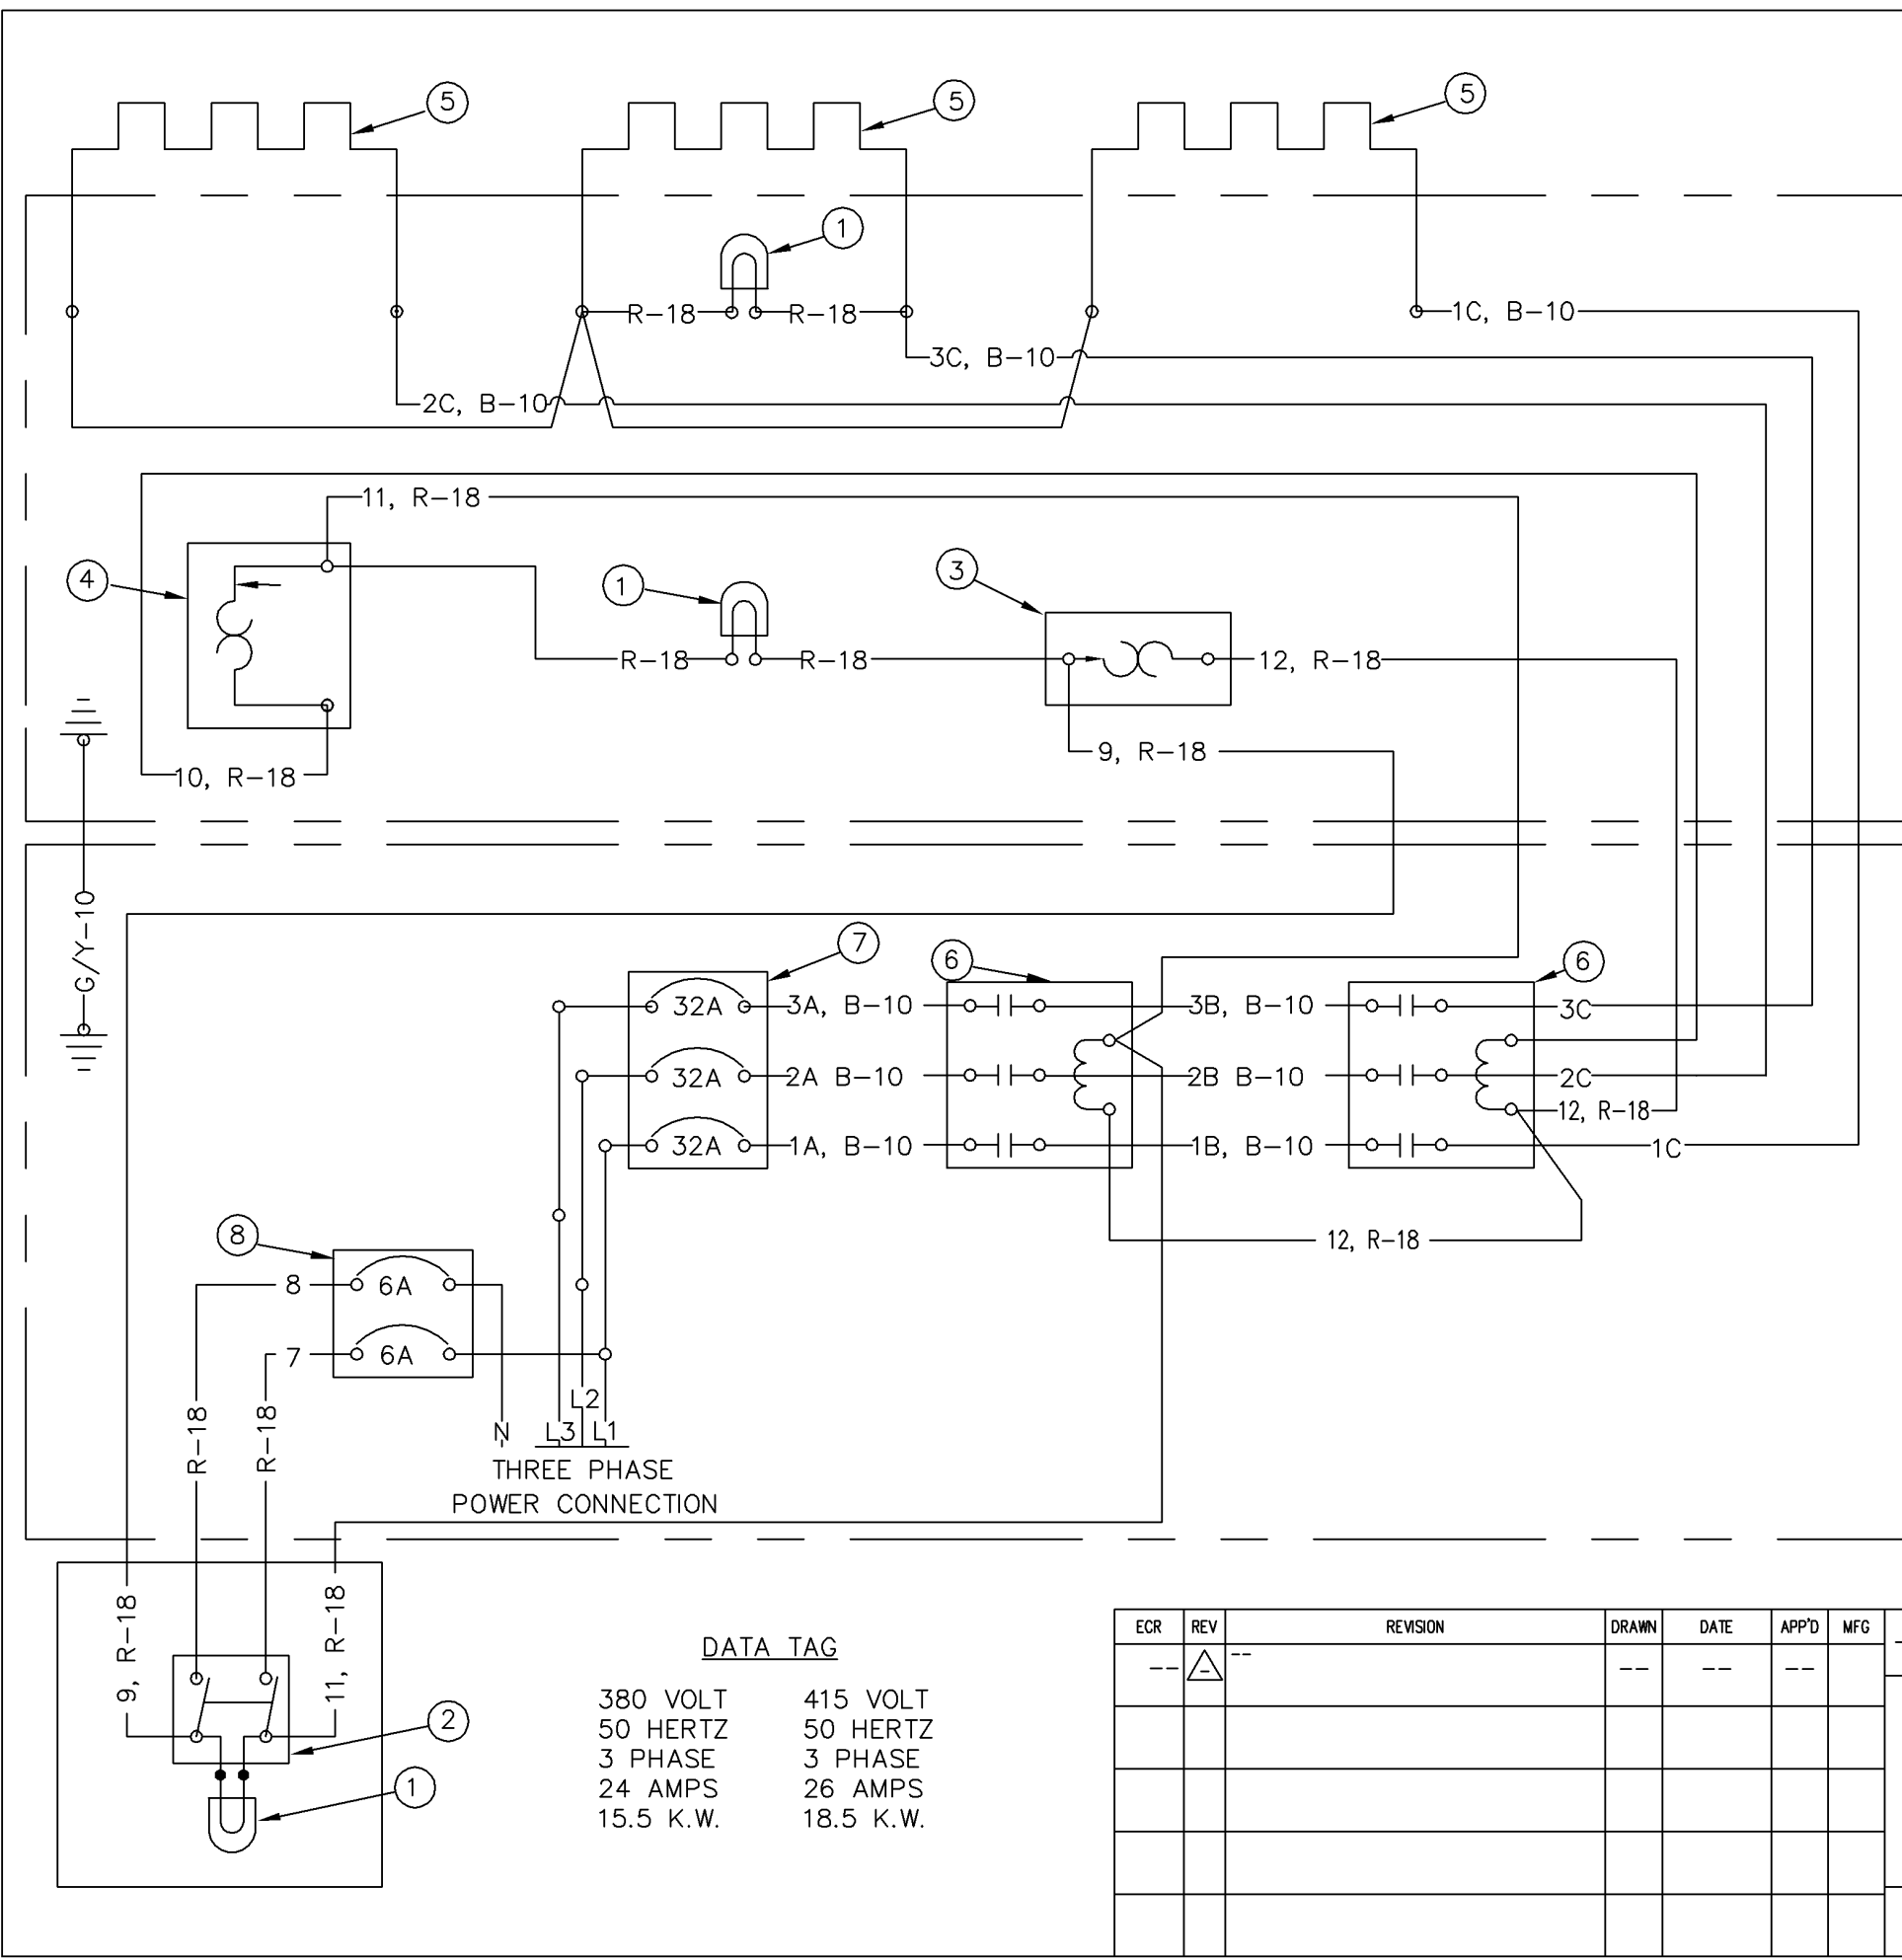 5
5
5
1
R-18
R-18
1C, B-10
3C, B-10
2C, B-10
11, R-18
4
1
3
R-18
R-18
12, R-18
9, R-18
10, R-18
G/Y-10
7
6
6
32A
3A, B-10
3B, B-10
3C
32A
2A B-10
2B B-10
2C
12, R-18
32A
1A, B-10
1B, B-10
1C
12, R-18
8
8
6A
7
6A
R-18
R-18
L2
N
L3
L1
THREE PHASE
POWER CONNECTION
9, R-18
11, R-18
2
1
DATA TAG
380 VOLT
50 HERTZ
3 PHASE
24 AMPS
15.5 K.W.
415 VOLT
50 HERTZ
3 PHASE
26 AMPS
18.5 K.W.
ECR REV REVISION DRAWN DATE APP'D MFG
-- - -- -- -- --